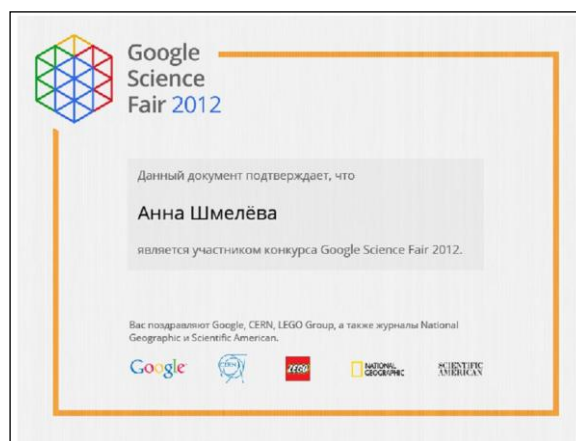 Google
Science
Fair 2012
Данный документ подтверждает, что
Анна Шмелёва
является участником конкурса Google Science Fair 2012.
Вас поздравляют Google, CERN, LEGO Group, а также журналы National
Geographic и Scientific American.
Google CERN LEGO NATIONAL GEOGRAPHIC SCIENTIFIC AMERICAN